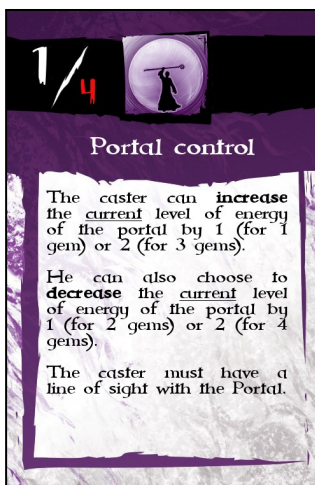 1/4
Portal control
The caster can increase
the current level of energy
of the portal by 1 (for 1
gem) or 2 (for 3 gems).
He can also choose to
decrease the current level
of energy of the portal by
1 (for 2 gems) or 2 (for 4
gems).
The caster must have a
line of sight with the Portal.